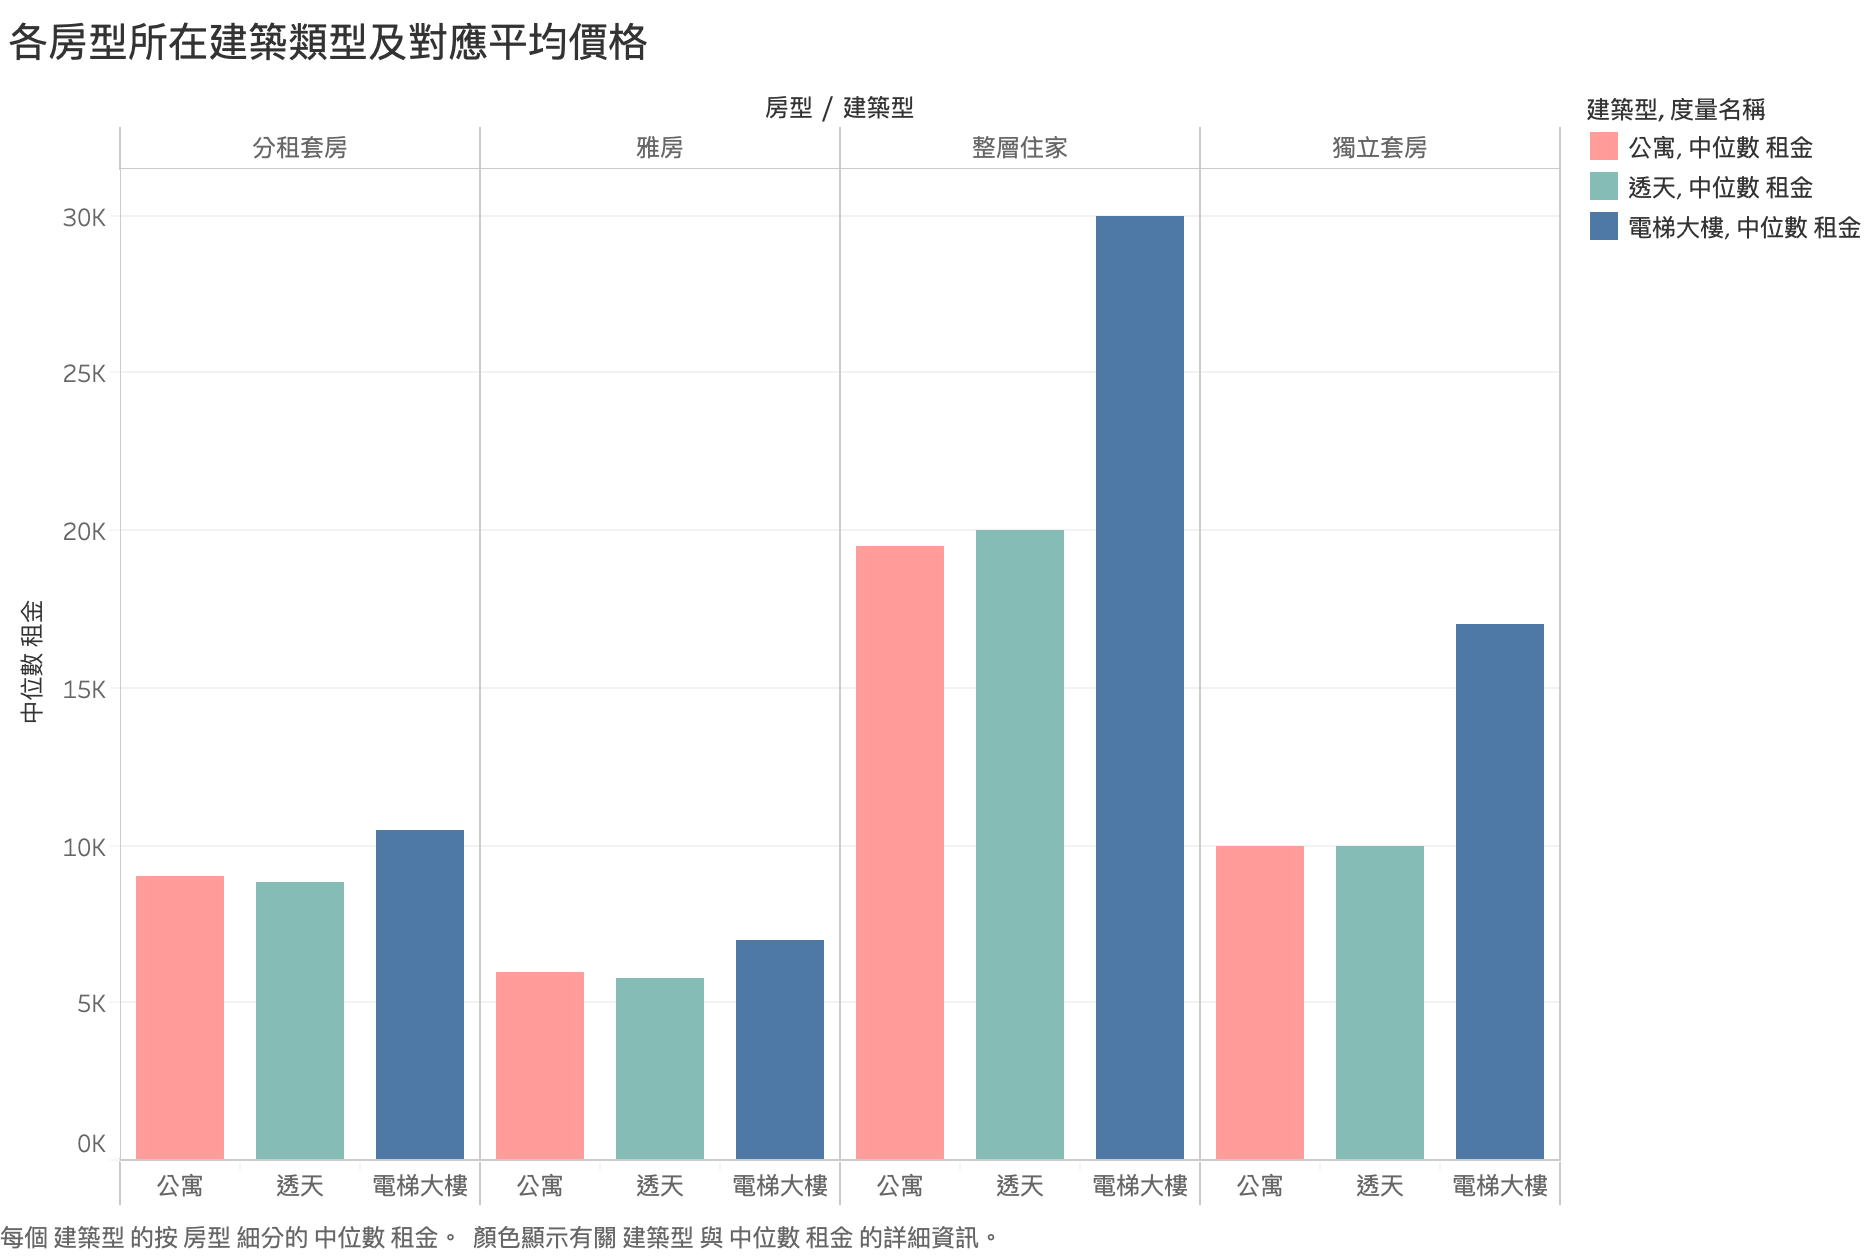 各房型所在建築類型及對應平均價格
房型 / 建築型
分租套房 雅房 整層住家 獨立套房
建築型, 度量名稱
公寓, 中位數 租金
透天, 中位數 租金
電梯大樓, 中位數 租金
中位數 租金
30K
25K
20K
15K
10K
5K
0K
公寓 透天 電梯大樓 公寓 透天 電梯大樓 公寓 透天 電梯大樓 公寓 透天 電梯大樓
每個 建築型 的按 房型 細分的 中位數 租金。 顏色顯示有關 建築型 與 中位數 租金 的詳細資訊。